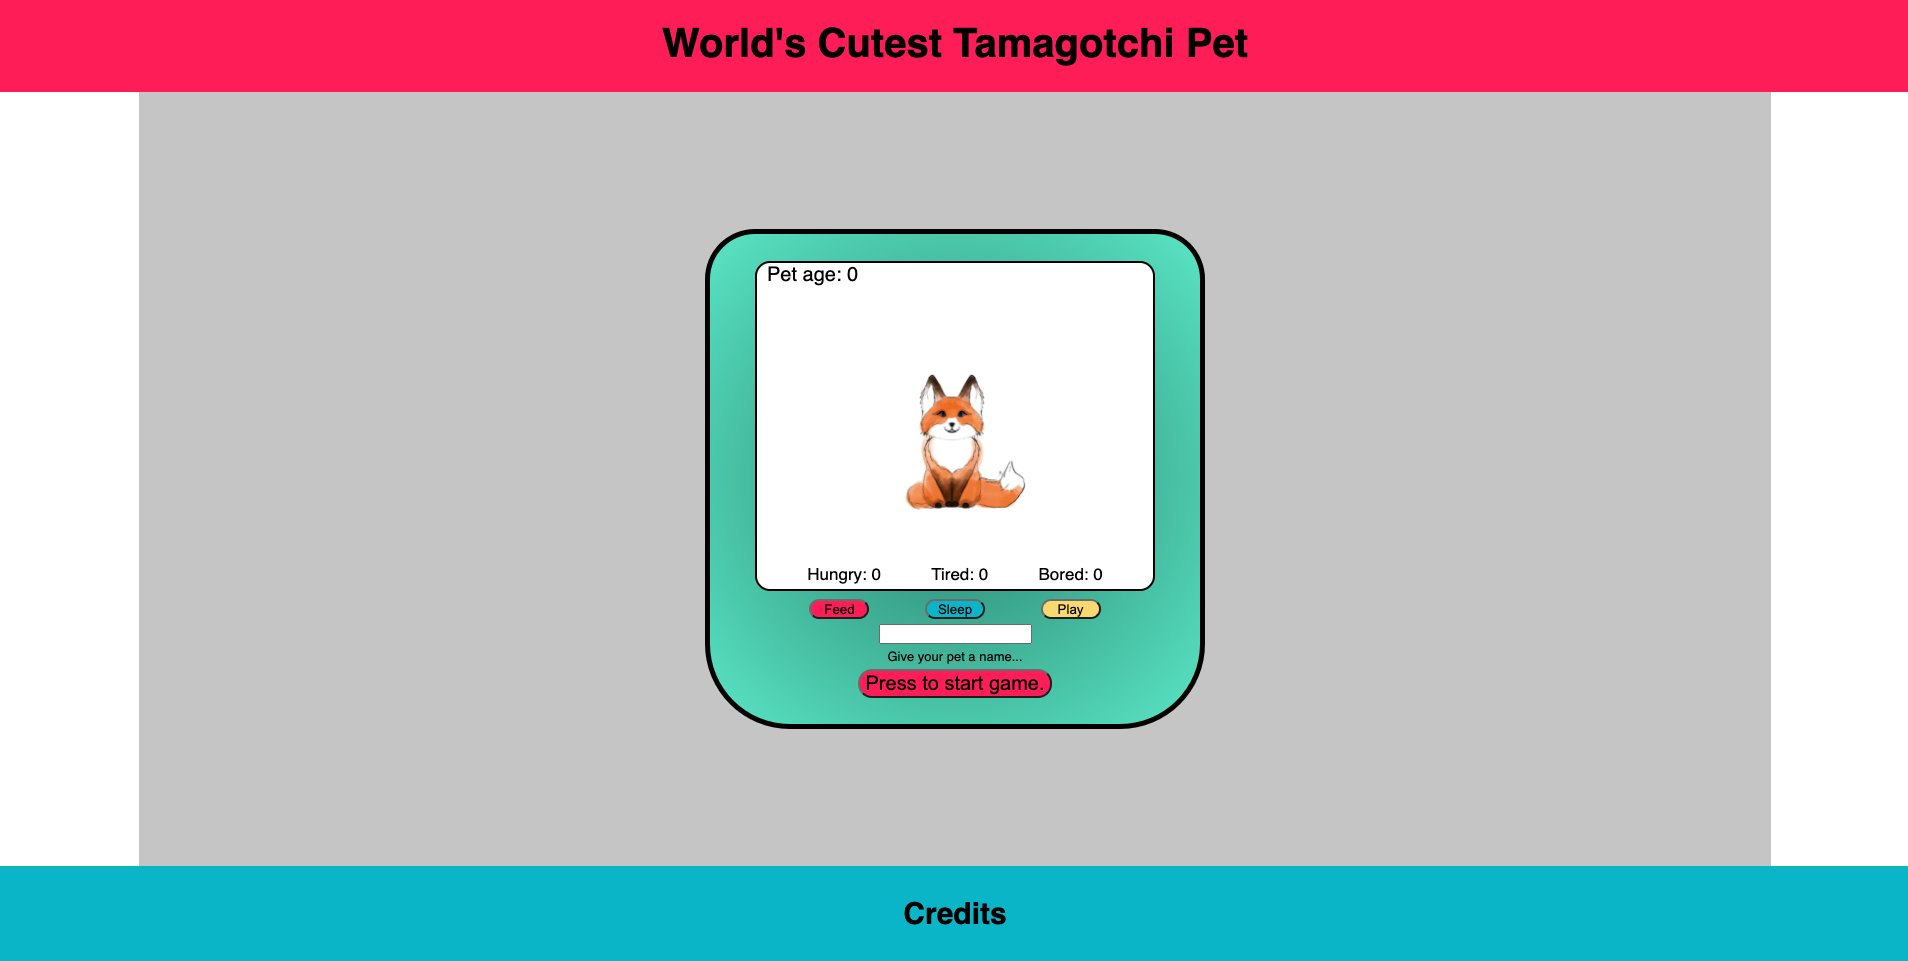 World's Cutest Tamagotchi Pet
Pet age: 0
Hungry: 0 Tired: 0 Bored: 0
Feed Sleep Play
Give your pet a name...
Press to start game.
Credits